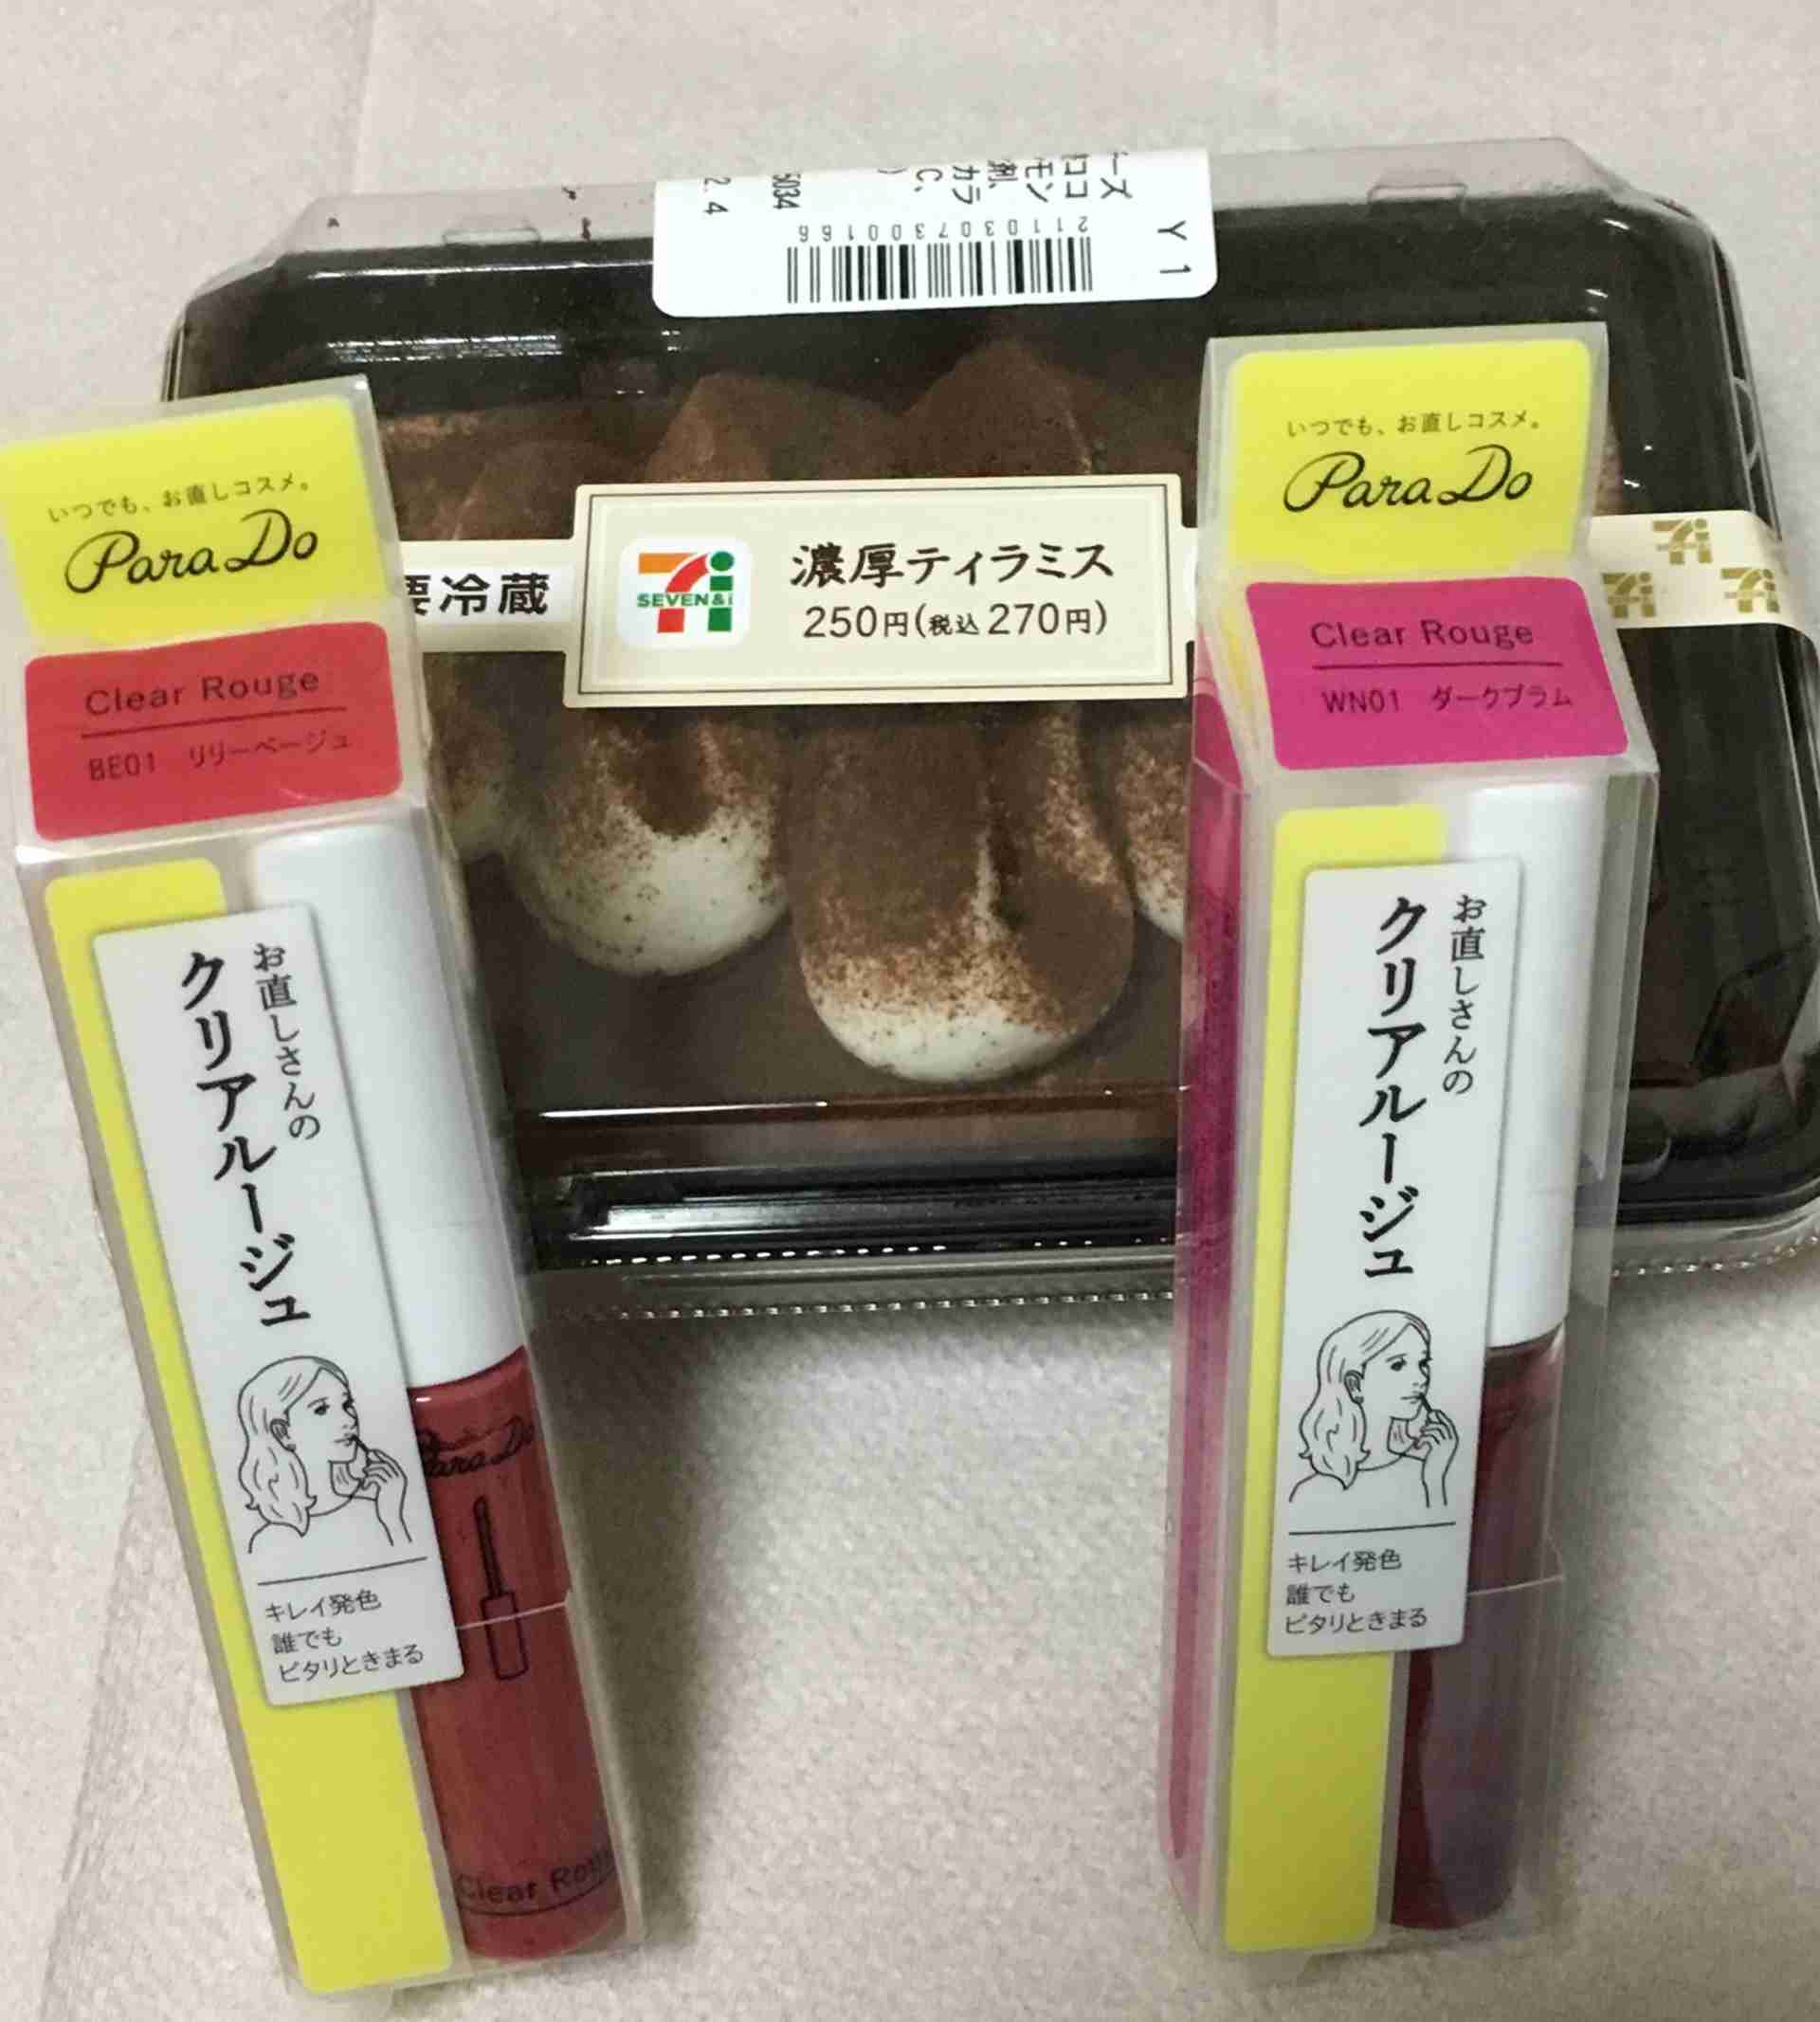 2110307300166
Y1
いつでも、お直しコスメ。
Para Do
Clear Rouge
BE01 リリーベージュ
お直しさんの
クリアルージュ
キレイ発色
誰でも
ピタリときまる
Para Do
Clear Rou
要冷蔵
SEVEN&i
濃厚ティラミス
250円(税込270円)
いつでも、お直しコスメ。
Para Do
Clear Rouge
WN01 ダークプラム
お直しさんの
クリアルージュ
キレイ発色
誰でも
ピタリときまる